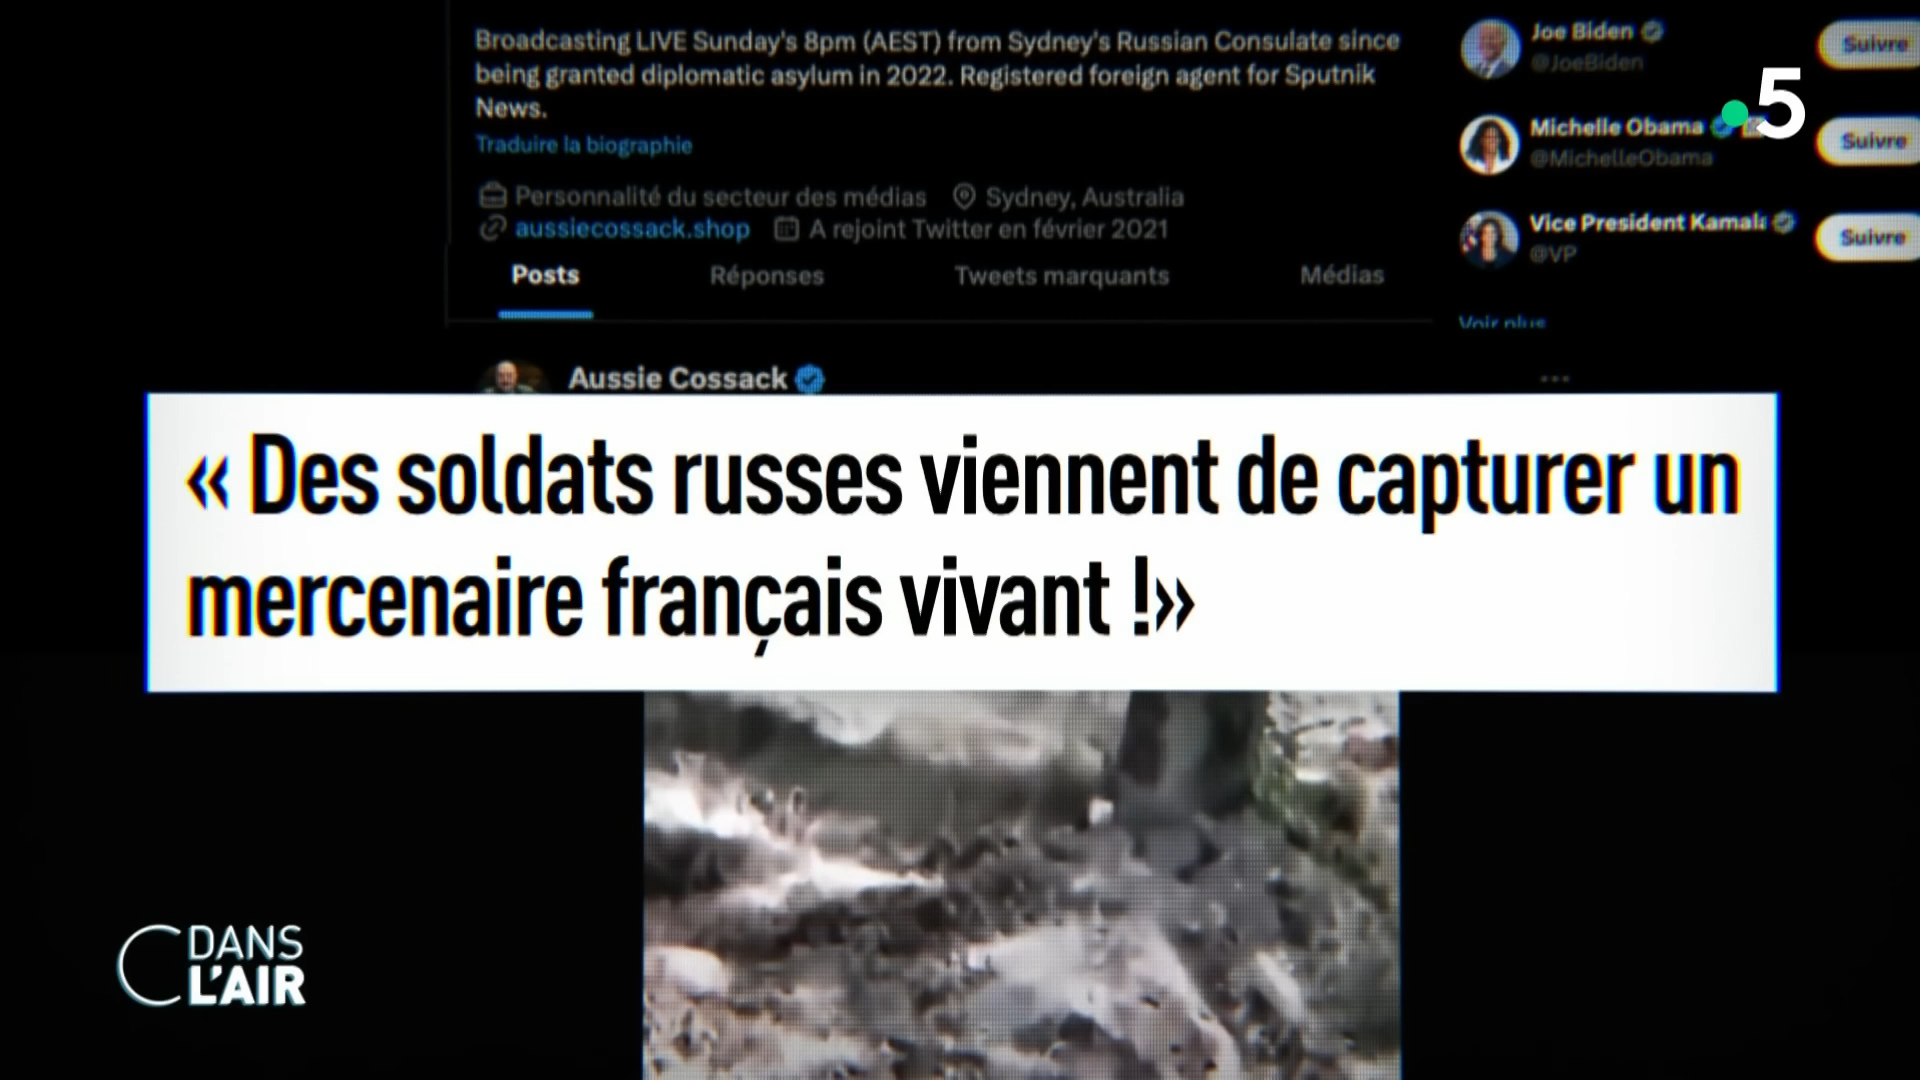 Broadcasting LIVE Sunday's 8pm (AEST) from Sydney's Russian Consulate since
being granted diplomatic asylum in 2022. Registered foreign agent for Sputnik
News.
Traduire la biographie
Personnalité du secteur des médias Sydney, Australia
aussiecossack.shop A rejoint Twitter en février 2021
Posts Réponses Tweets marquants Médias
Joe Biden
@JoeBiden
Suivre
Michelle Obama
@MichelleObama
Suivre
Vice President Kamala
@VP
Suivre
Voir plus
5
Aussie Cossack
« Des soldats russes viennent de capturer un
mercenaire français vivant !»
C DANS
L'AIR